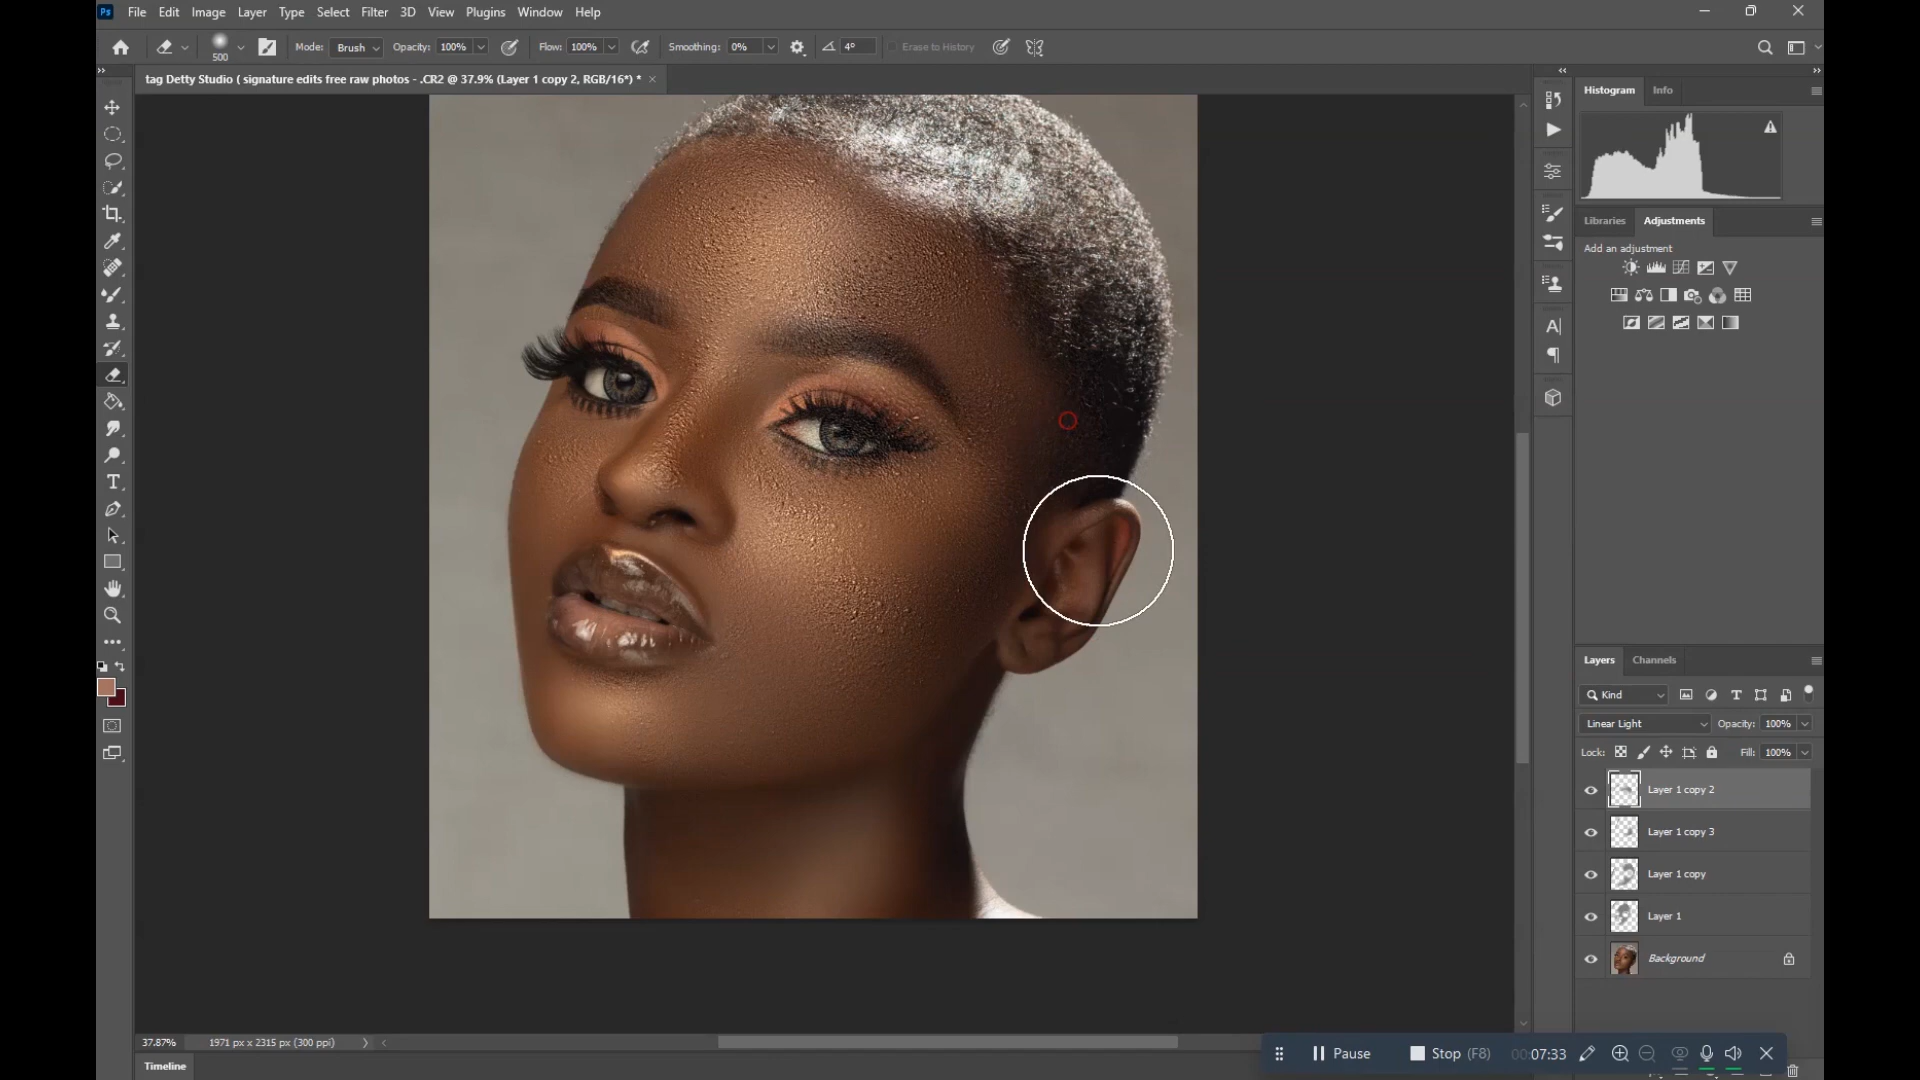 Ps File Edit Image Layer Type Select Filter 3D View Plugins Window Help
500 Mode: Brush Opacity: 100% Flow: 100% Smoothing: 0% 4° Erase to History
tag Detty Studio ( signature edits free raw photos - .CR2 @ 37.9% (Layer 1 copy 2, RGB/16*) *
Histogram Info
Libraries Adjustments
Add an adjustment
Layers Channels
Kind
Linear Light Opacity: 100%
Lock: Fill: 100%
Layer 1 copy 2
Layer 1 copy 3
Layer 1 copy
Layer 1
Background
37.87% 1971 px x 2315 px (300 ppi)
Pause Stop (F8) 00:07:33
Timeline